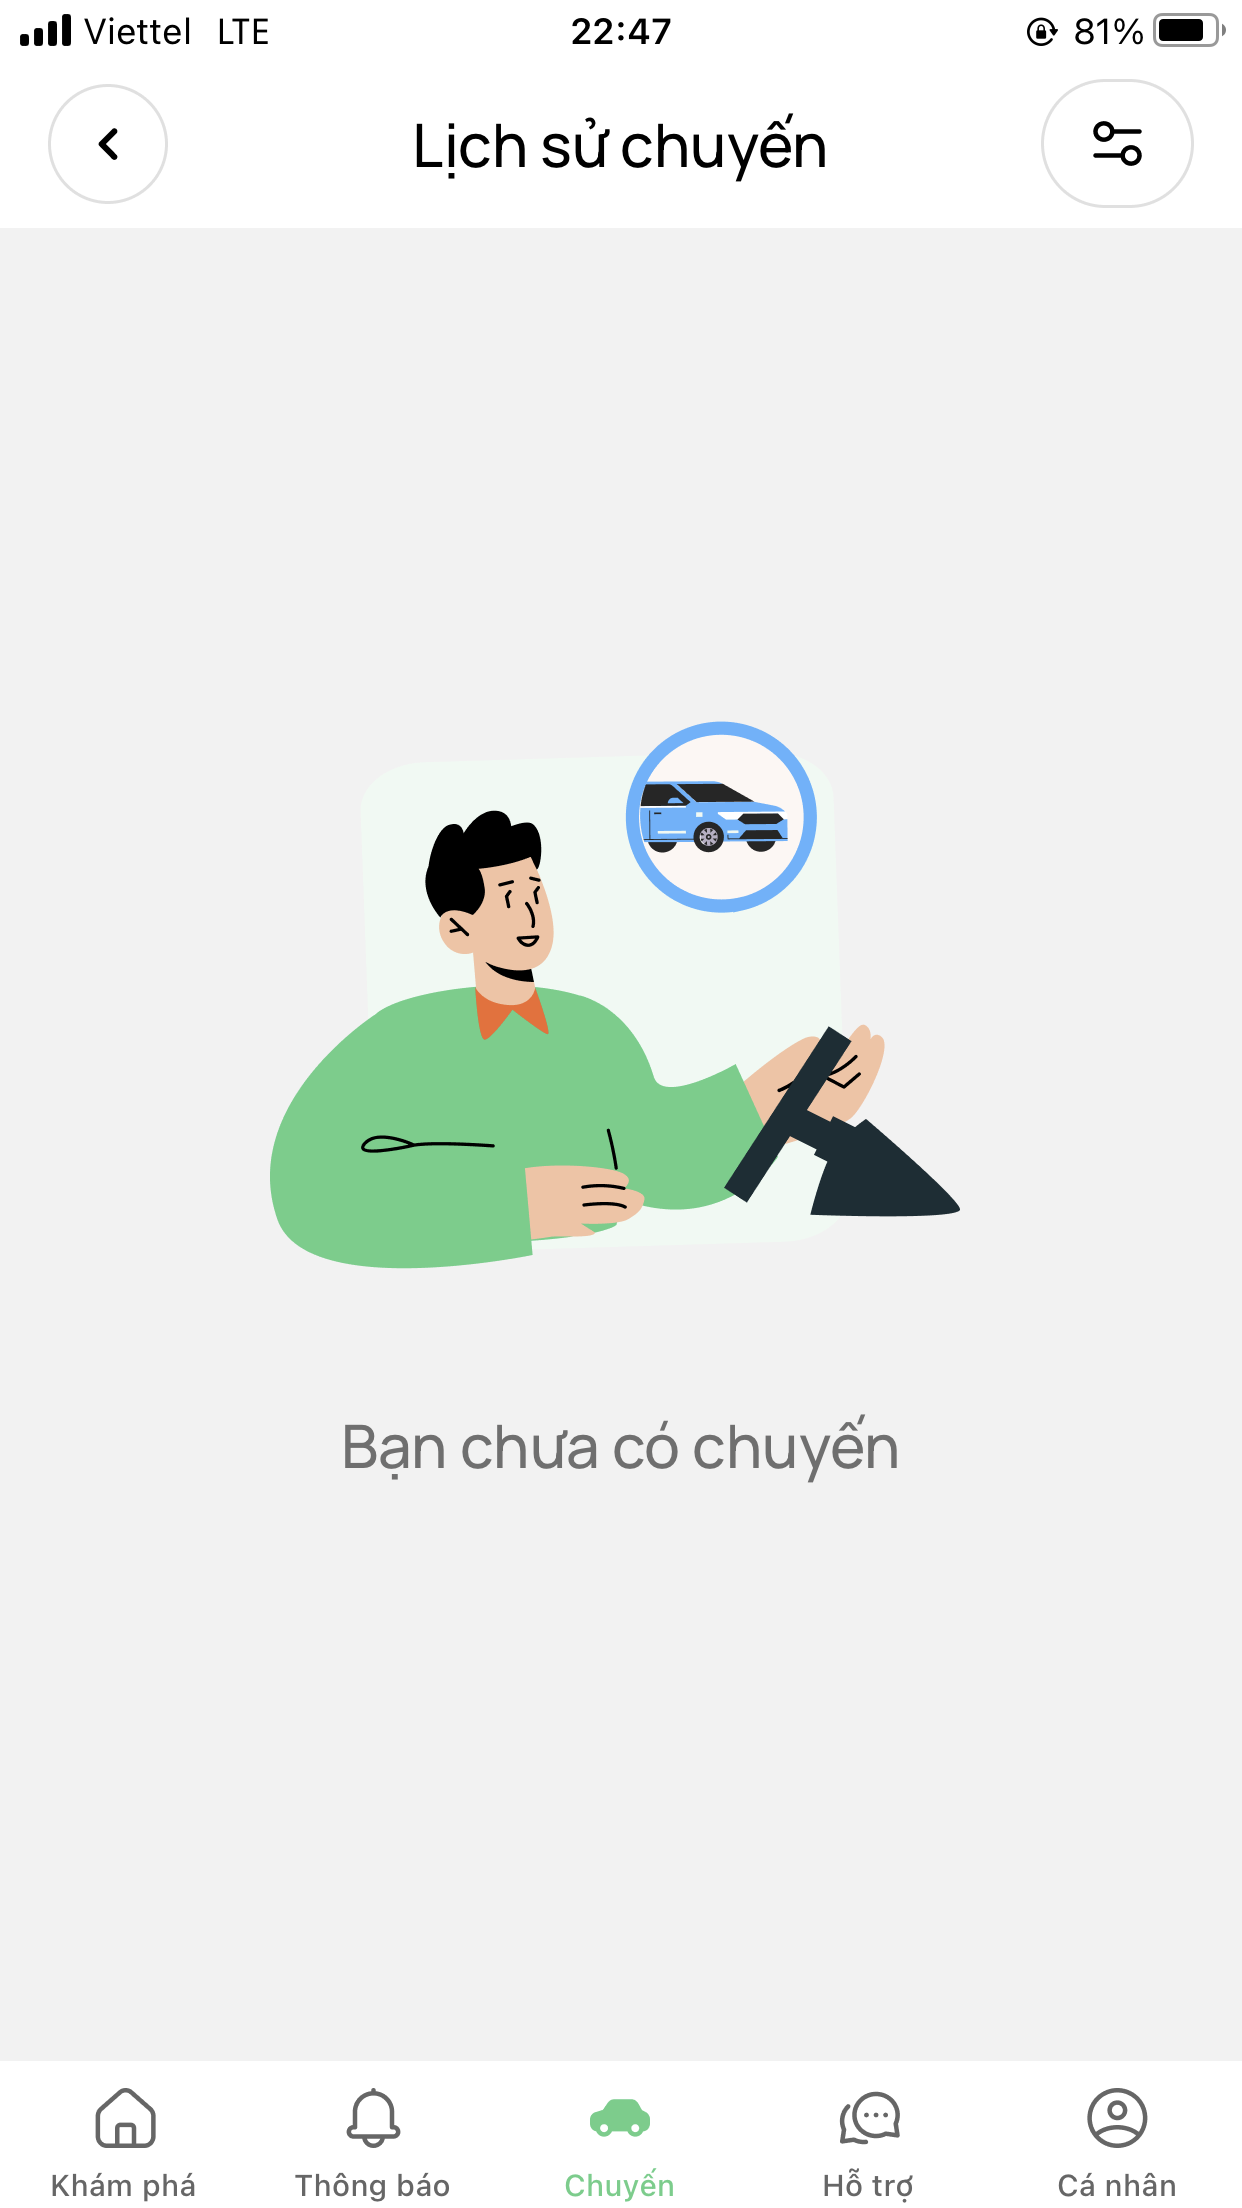 Viettel LTE 22:47 81%
Lịch sử chuyến
Bạn chưa có chuyến
Khám phá Thông báo Chuyến Hỗ trợ Cá nhân